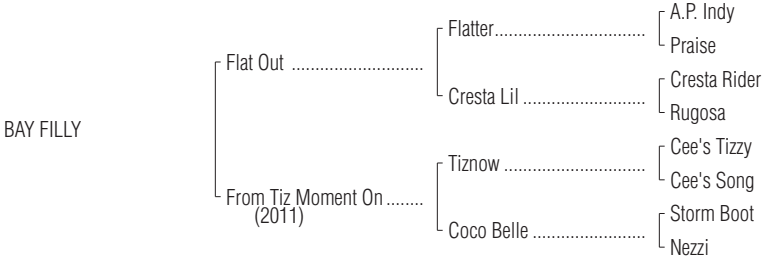 A.P. Indy
Flatter................................
Praise
Flat Out ............................
Cresta Rider
Cresta Lil ..........................
Rugosa
BAY FILLY
Cee's Tizzy
Tiznow ..............................
Cee's Song
From Tiz Moment On ........
(2011)
Storm Boot
Coco Belle ........................
Nezzi